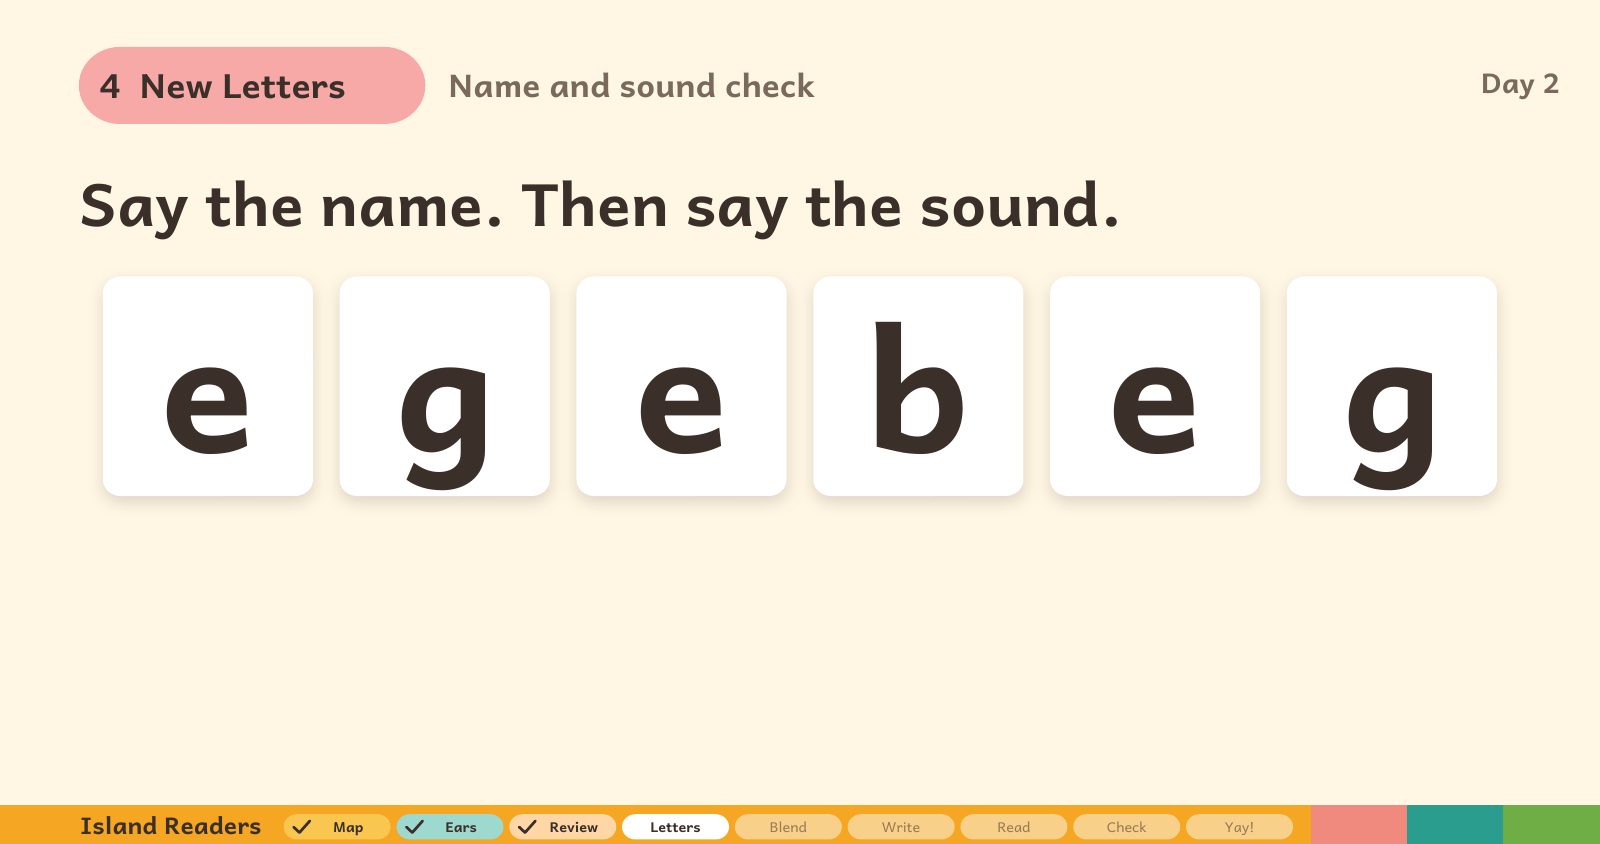 4 New Letters
Name and sound check
Day 2
Say the name. Then say the sound.
e g e b e g
Island Readers Map Ears Review Letters Blend Write Read Check Yay!